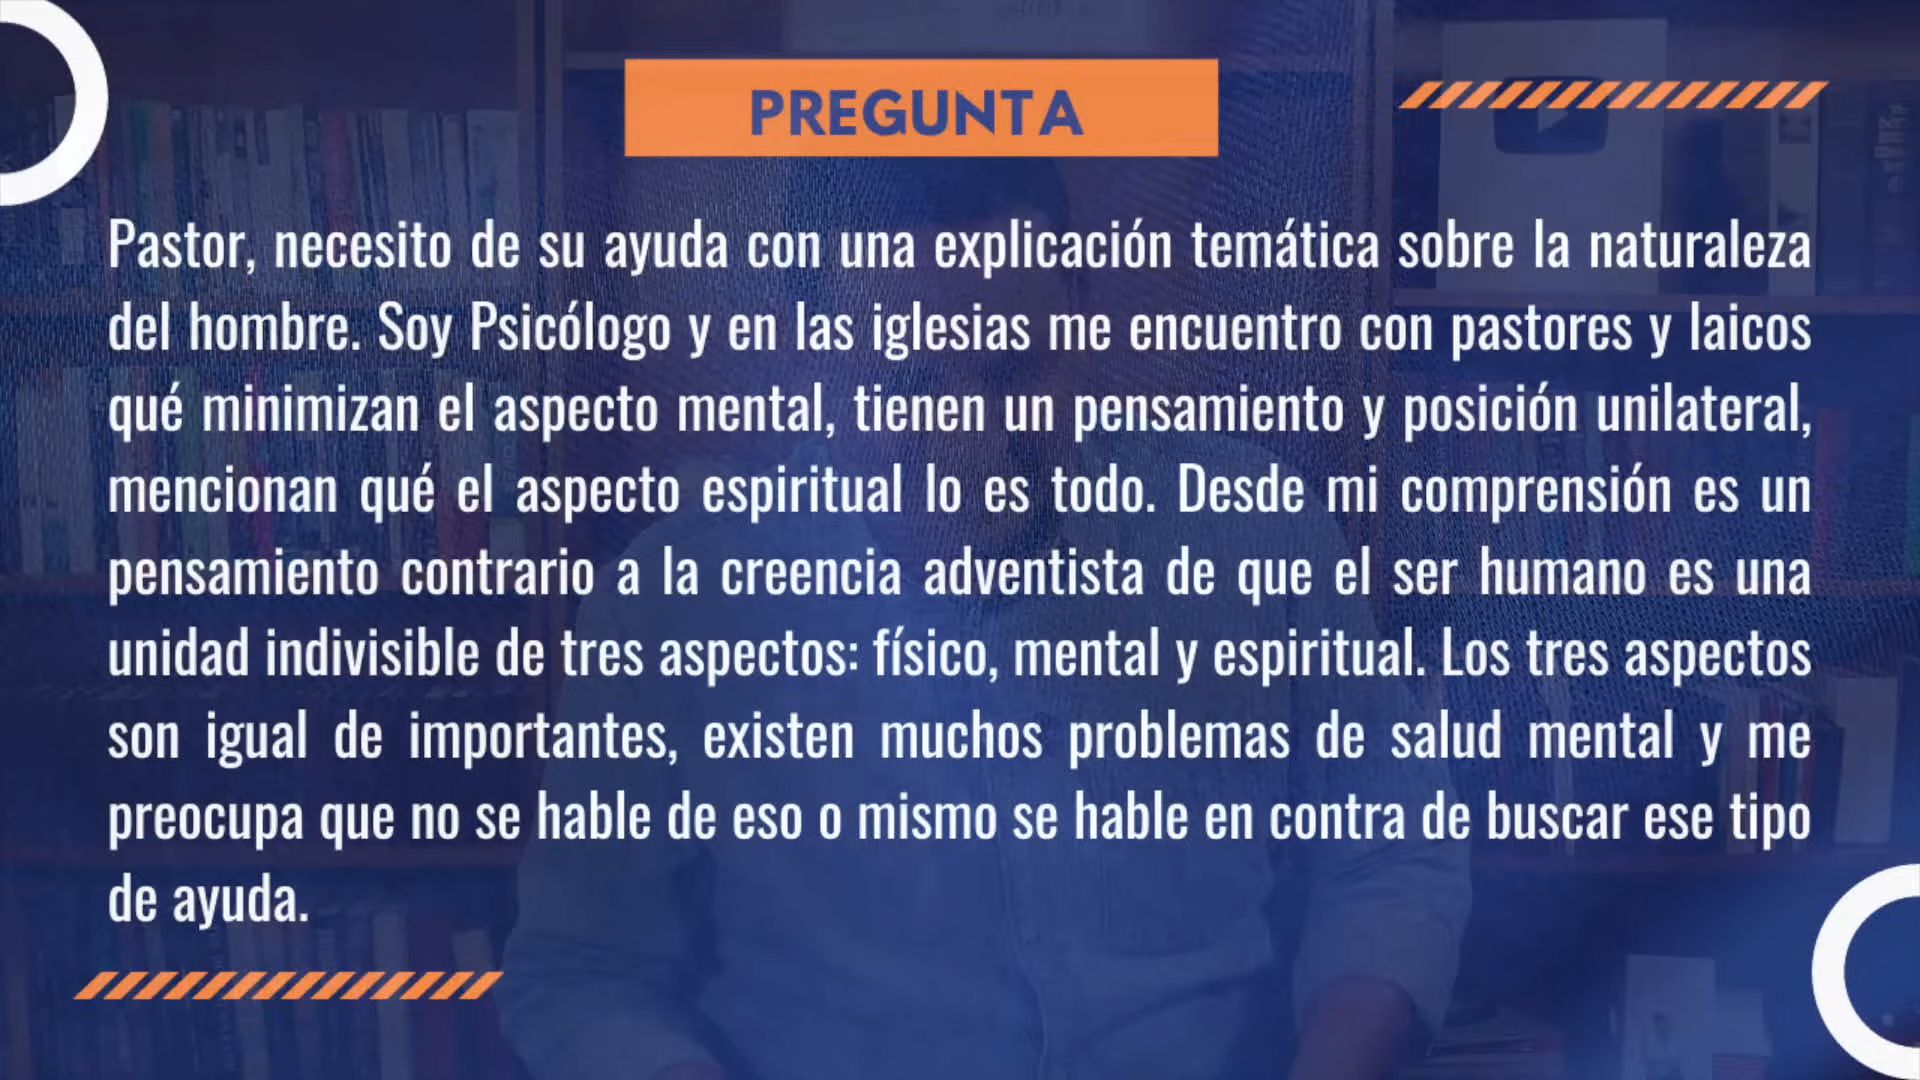 PREGUNTA
Pastor, necesito de su ayuda con una explicación temática sobre la naturaleza
del hombre. Soy Psicólogo y en las iglesias me encuentro con pastores y laicos
qué minimizan el aspecto mental, tienen un pensamiento y posición unilateral,
mencionan qué el aspecto espiritual lo es todo. Desde mi comprensión es un
pensamiento contrario a la creencia adventista de que el ser humano es una
unidad indivisible de tres aspectos: físico, mental y espiritual. Los tres aspectos
son igual de importantes, existen muchos problemas de salud mental y me
preocupa que no se hable de eso o mismo se hable en contra de buscar ese tipo
de ayuda.